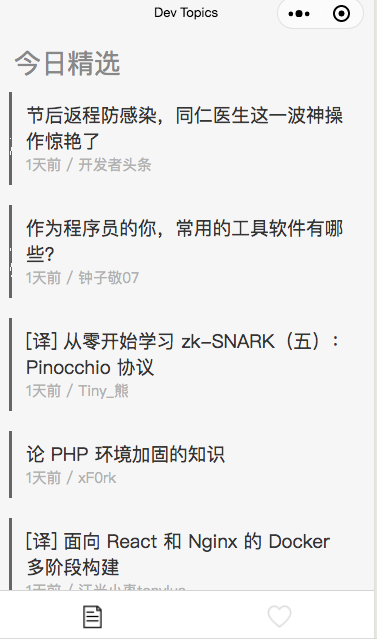 Dev Topics
今日精选
节后返程防感染，同仁医生这一波神操
作惊艳了
1天前 / 开发者头条
作为程序员的你，常用的工具软件有哪
些？
1天前 / 钟子敬07
[译] 从零开始学习 zk-SNARK（五）：
Pinocchio 协议
1天前 / Tiny_熊
论 PHP 环境加固的知识
1天前 / xF0rk
[译] 面向 React 和 Nginx 的 Docker
多阶段构建
1天前 /